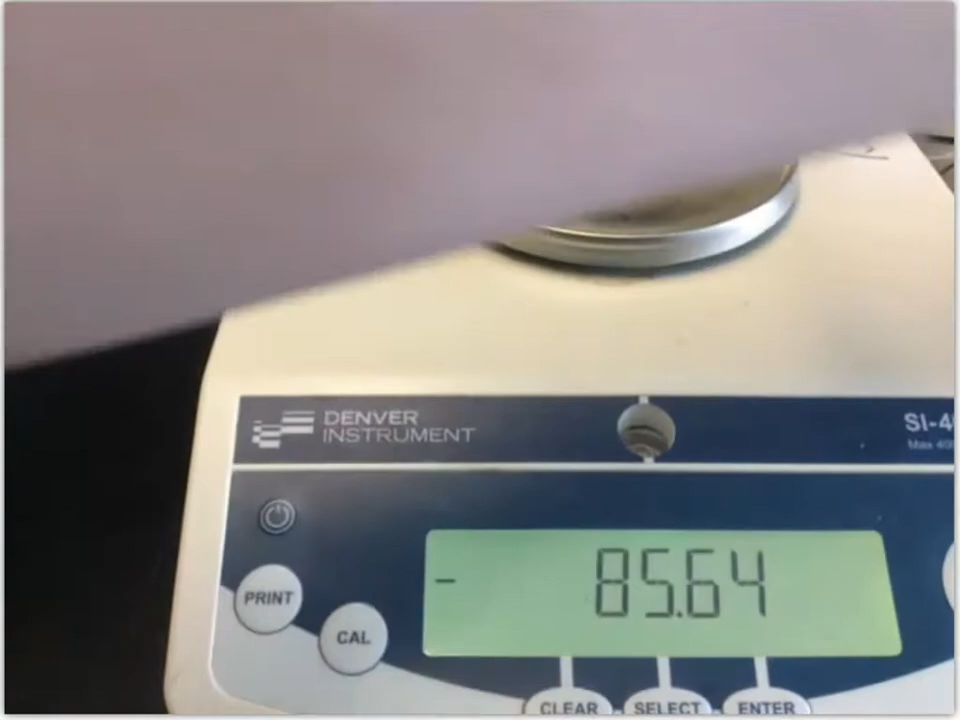 DENVER
INSTRUMENT
SI-4
PRINT
CAL
- 85.64
CLEAR SELECT ENTER